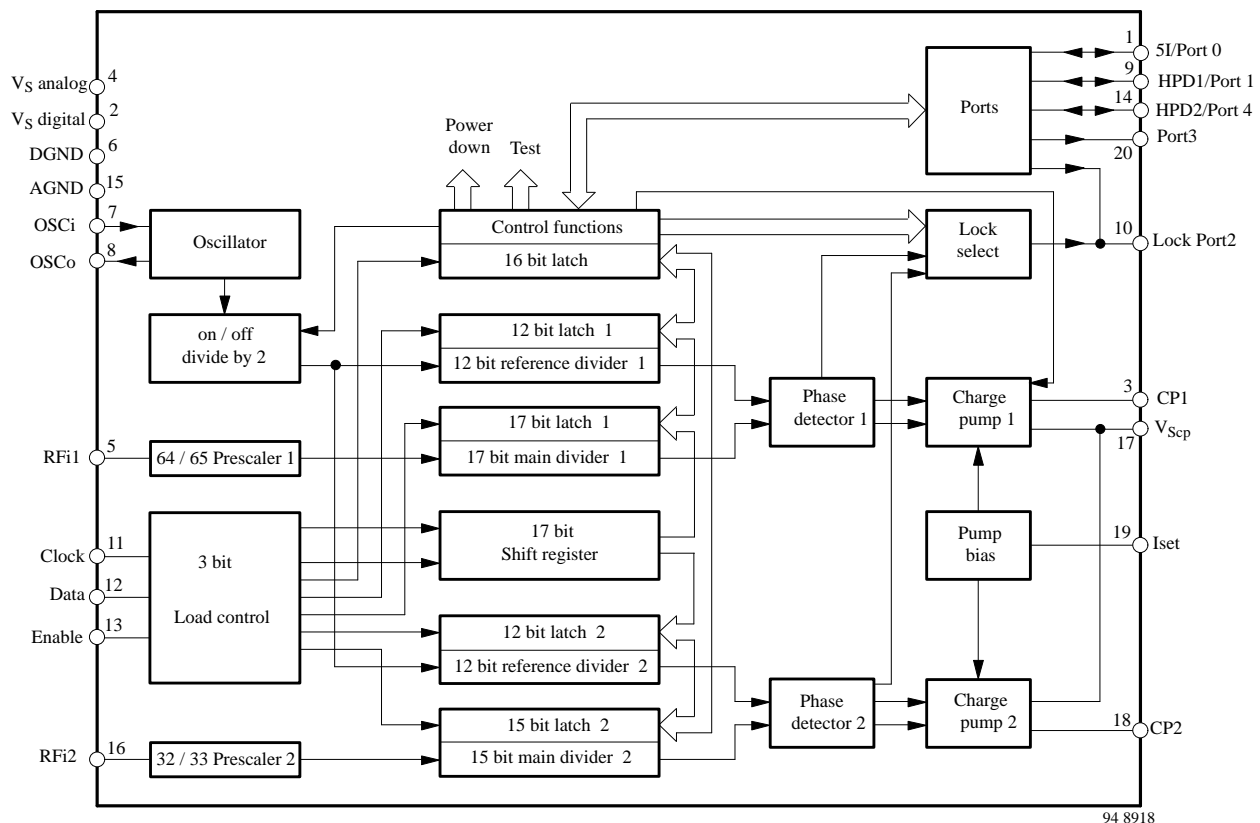 1
5I/Port 0
9
HPD1/Port 1
14
HPD2/Port 4
Port3
20
Ports
4
VS analog
2
VS digital
6
DGND
15
AGND
7
OSCi
8
OSCo
Power
down
Test
Oscillator
Control functions
16 bit latch
Lock
select
10
Lock Port2
on / off
divide by 2
12 bit latch 1
12 bit reference divider 1
Phase
detector 1
Charge
pump 1
3
CP1
VScp
17
17 bit latch 1
17 bit main divider 1
5
RFi1
64 / 65 Prescaler 1
11
Clock
12
Data
13
Enable
3 bit
Load control
17 bit
Shift register
Pump
bias
19
Iset
12 bit latch 2
12 bit reference divider 2
Phase
detector 2
Charge
pump 2
18
CP2
15 bit latch 2
15 bit main divider 2
16
RFi2
32 / 33 Prescaler 2
94 8918